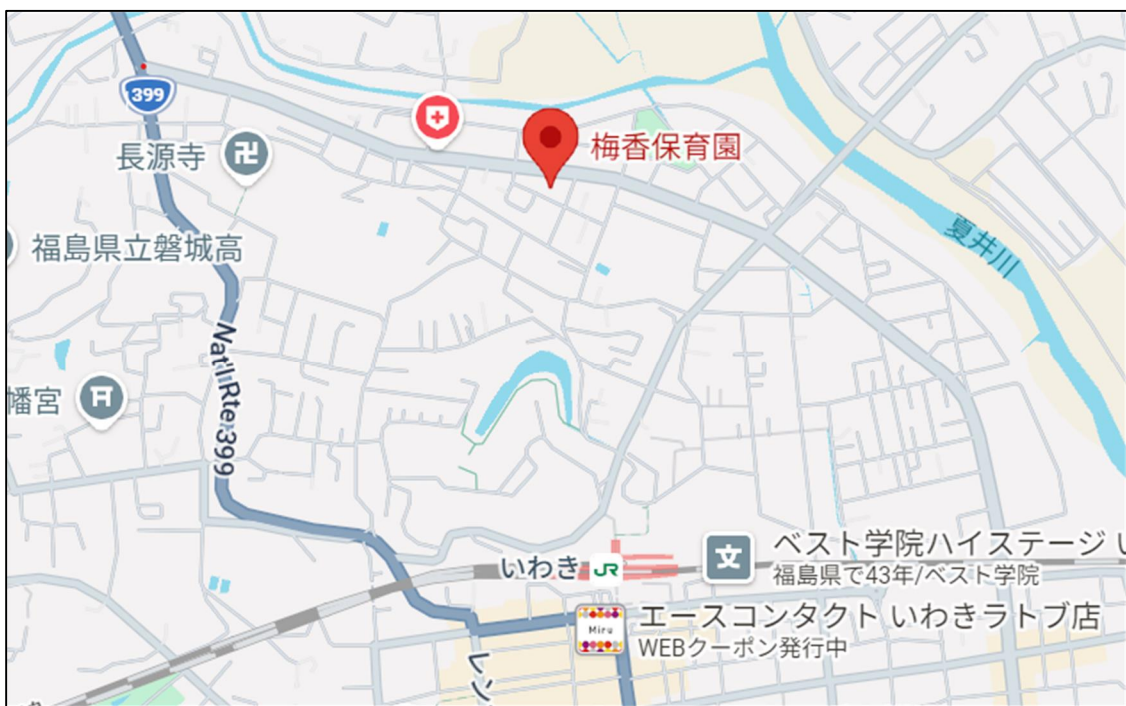 399
長源寺
梅香保育園
福島県立磐城高
夏井川
Nat'l Rte 399
幡宮
いわき
JR
ベスト学院ハイステージ
福島県で43年/ベスト学院
Miru
エースコンタクト いわきラトブ店
WEBクーポン発行中
レン